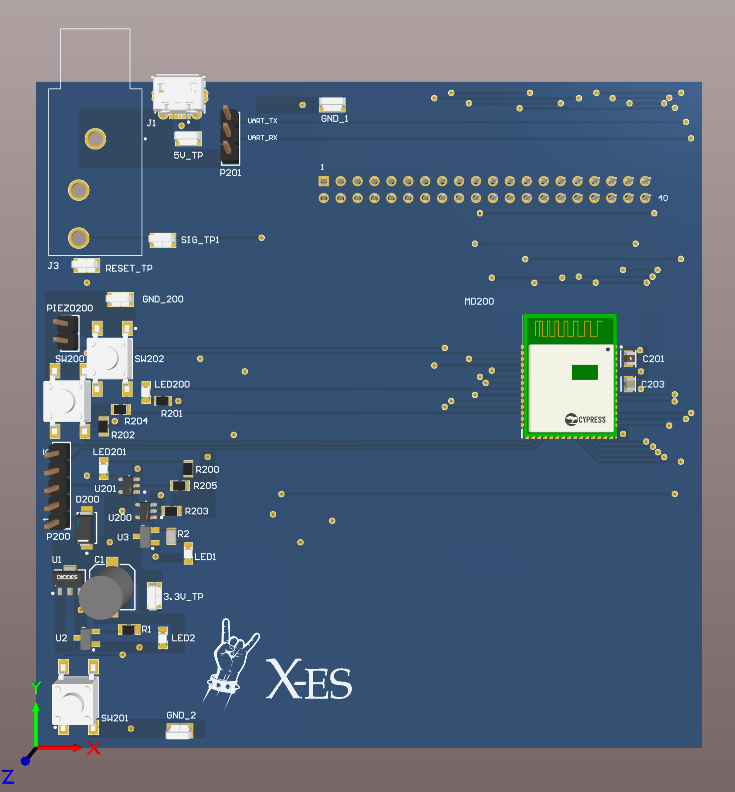 J1
UART_TX
GND_1
UART_RX
5V_TP
P201
1
40
SIG_TP1
J3
RESET_TP
GND_200
MD200
PIEZO200
SW200
SW202
C201
LED200
C203
R201
R204
CYPRESS
R202
LED201
R200
U201
R205
D200
R203
U200
P200
U3
R2
LED1
U1
C1
DIODES
3.3V_TP
R1
U2
LED2
X-ES
Y
SW201
GND_2
X
Z